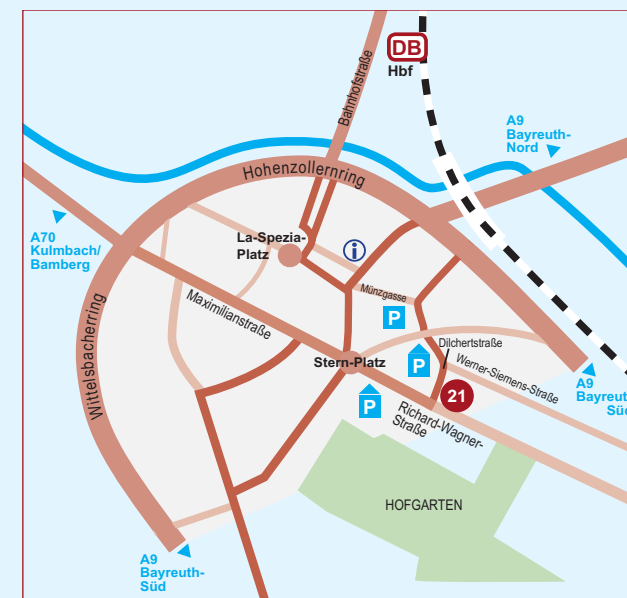 DB
Hbf
Bahnhofstraße
A9
Bayreuth-
Nord
Hohenzollernring
A70
Kulmbach/
Bamberg
La-Spezia-
Platz
i
Münzgasse
P
Maximilianstraße
Wittelsbacherring
Stern-Platz
Dilchertstraße
P
Werner-Siemens-Straße
A9
Bayreuth-
Süd
21
P
Richard-Wagner-
Straße
HOFGARTEN
A9
Bayreuth-
Süd